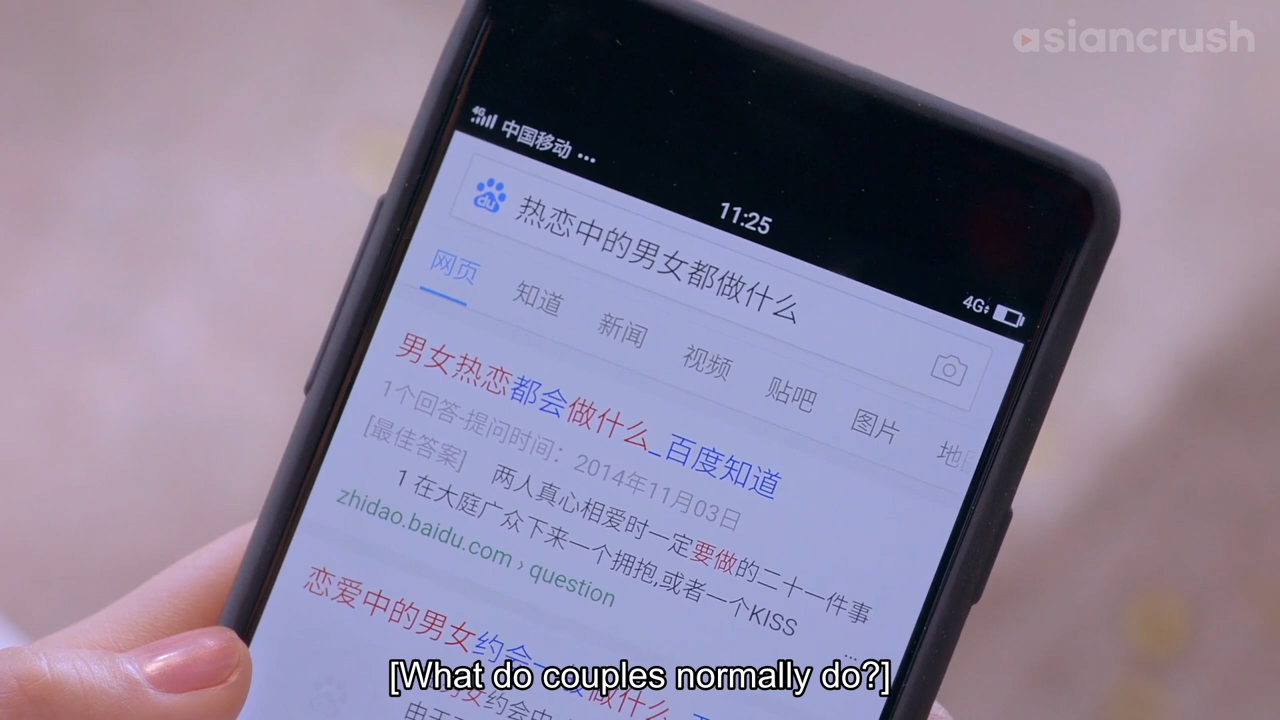 asiancrush
4G 中国移动 ...
11:25
4G
du 热恋中的男女都做什么
网页 知道 新闻 视频 贴吧 图片 地图
男女热恋都会做什么_百度知道
1个回答-提问时间：2014年11月03日
[最佳答案] 两人真心相爱时一定要做的二十一件事
1 在大庭广众下来一个拥抱,或者一个KISS
...
zhidao.baidu.com › question
恋爱中的男女约会
[What do couples normally do?]